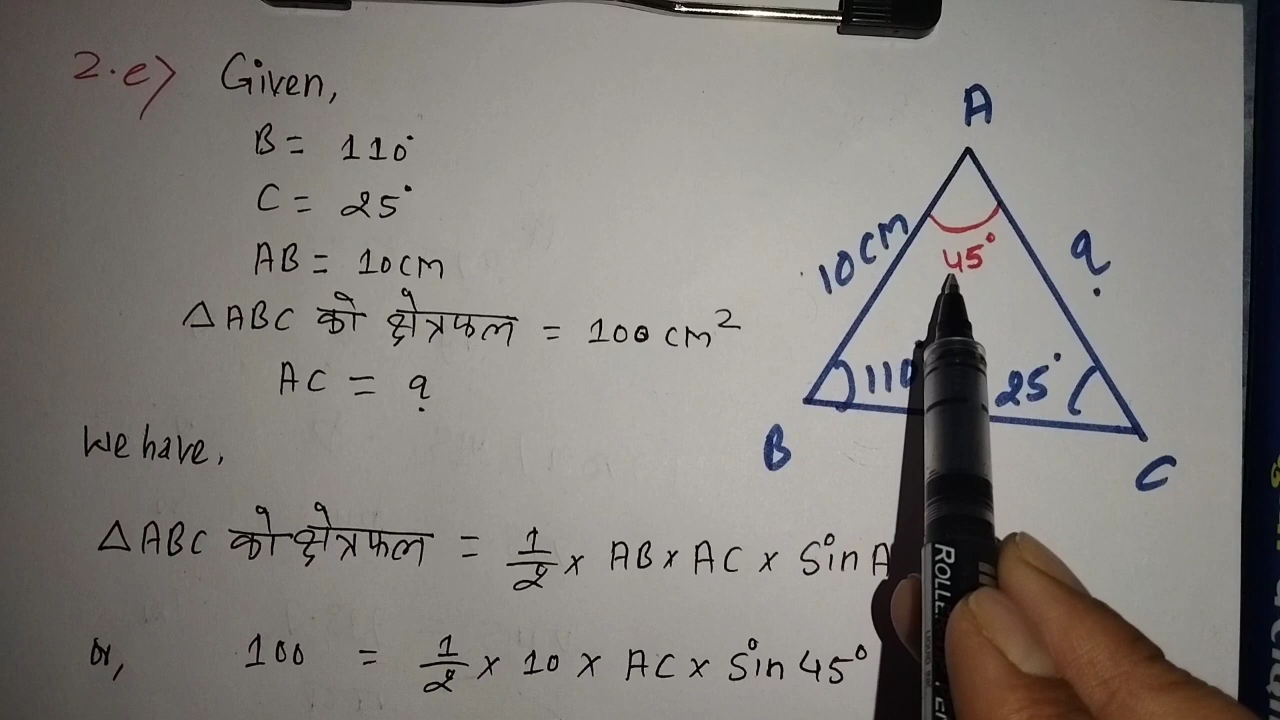 2.e) Given,
B = 110°
C = 25°
AB = 10cm
△ABC को क्षेत्रफल = 100 cm²
AC = ?
We have,
△ABC को क्षेत्रफल = 1/2 × AB × AC × Sin A
or, 100 = 1/2 × 10 × AC × Sin 45°
A
10cm
45°
?
110
25°
B
C